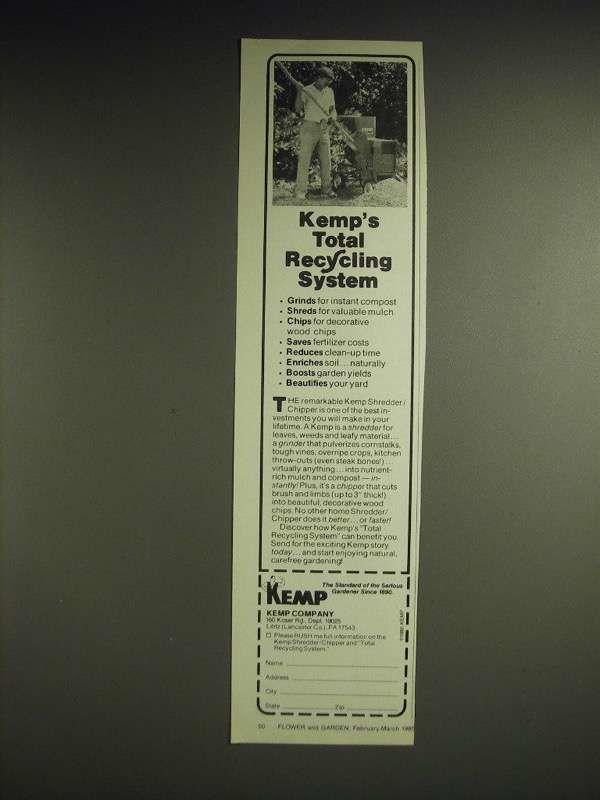 Kemp's
Total
Recycling
System
• Grinds for instant compost
• Shreds for valuable mulch
• Chips for decorative
wood chips
• Saves fertilizer costs
• Reduces clean-up time
• Enriches soil...naturally
• Boosts garden yields
• Beautifies your yard
THE remarkable Kemp Shredder/
Chipper is one of the best in-
vestments you will make in your
lifetime. A Kemp is a shredder for
leaves, weeds and leafy material...
a grinder that pulverizes cornstalks,
tough vines, overripe crops, kitchen
throw-outs (even steak bones!)...
virtually anything...into nutrient-
rich mulch and compost — in-
stantly! Plus, it's a chipper that cuts
brush and limbs (up to 3" thick!)
into beautiful, decorative wood
chips. No other home Shredder/
Chipper does it better...or faster!
Discover how Kemp's "Total
Recycling System" can benefit you.
Send for the exciting Kemp story
today...and start enjoying natural,
carefree gardening!
The Standard of the Serious
Gardener Since 1890.
KEMP
KEMP COMPANY
160 Koser Rd., Dept. 19025
Lititz (Lancaster Co.), PA 17543
□ Please RUSH me full information on the
Kemp Shredder-Chipper and "Total
Recycling System."
Name
Address
City
State Zip
KEMP
60 FLOWER and GARDEN, February-March